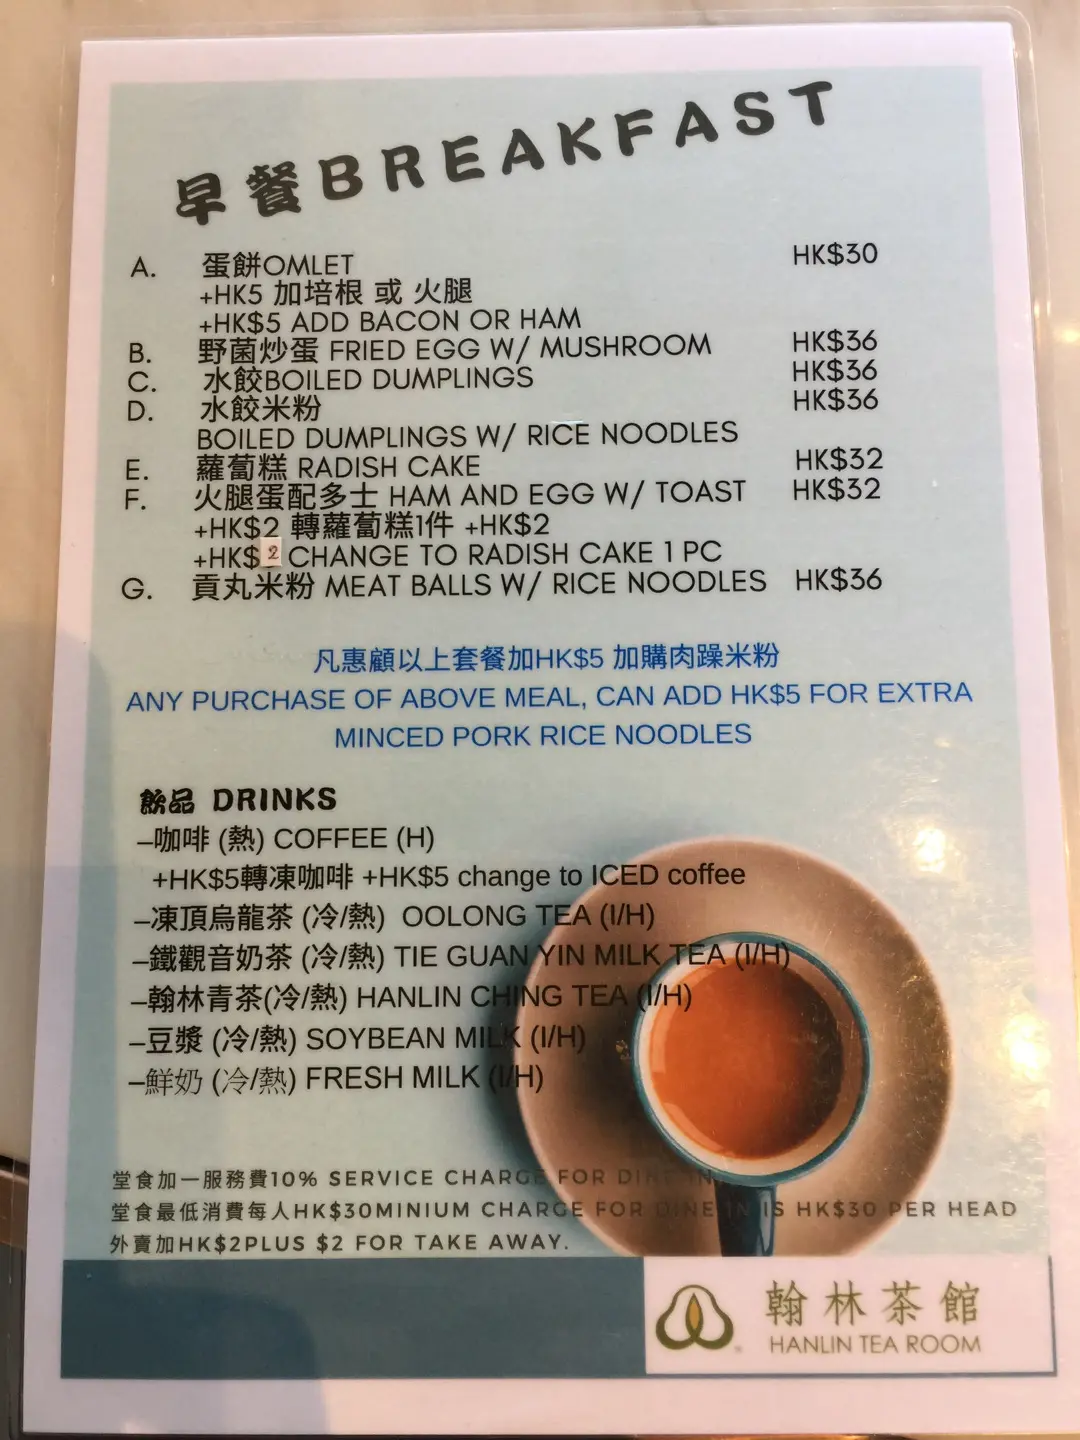 早餐BREAKFAST
A. 蛋餅OMLET HK$30
+HK5 加培根 或 火腿
+HK$5 ADD BACON OR HAM
B. 野菌炒蛋 FRIED EGG W/ MUSHROOM HK$36
C. 水餃BOILED DUMPLINGS HK$36
D. 水餃米粉 HK$36
BOILED DUMPLINGS W/ RICE NOODLES
E. 蘿蔔糕 RADISH CAKE HK$32
F. 火腿蛋配多士 HAM AND EGG W/ TOAST HK$32
+HK$2 轉蘿蔔糕1件 +HK$2
+HK$2 CHANGE TO RADISH CAKE 1 PC
G. 貢丸米粉 MEAT BALLS W/ RICE NOODLES HK$36
凡惠顧以上套餐加HK$5 加購肉躁米粉
ANY PURCHASE OF ABOVE MEAL, CAN ADD HK$5 FOR EXTRA
MINCED PORK RICE NOODLES
飲品 DRINKS
–咖啡 (熱) COFFEE (H)
+HK$5轉凍咖啡 +HK$5 change to ICED coffee
–凍頂烏龍茶 (冷/熱) OOLONG TEA (I/H)
–鐵觀音奶茶 (冷/熱) TIE GUAN YIN MILK TEA (I/H)
–翰林青茶(冷/熱) HANLIN CHING TEA (I/H)
–豆漿 (冷/熱) SOYBEAN MILK (I/H)
–鮮奶 (冷/熱) FRESH MILK (I/H)
堂食加一服務費10% SERVICE CHARGE FOR DINE IN
堂食最低消費每人HK$30MINIUM CHARGE FOR DINE IN IS HK$30 PER HEAD
外賣加HK$2PLUS $2 FOR TAKE AWAY.
翰林茶館
HANLIN TEA ROOM